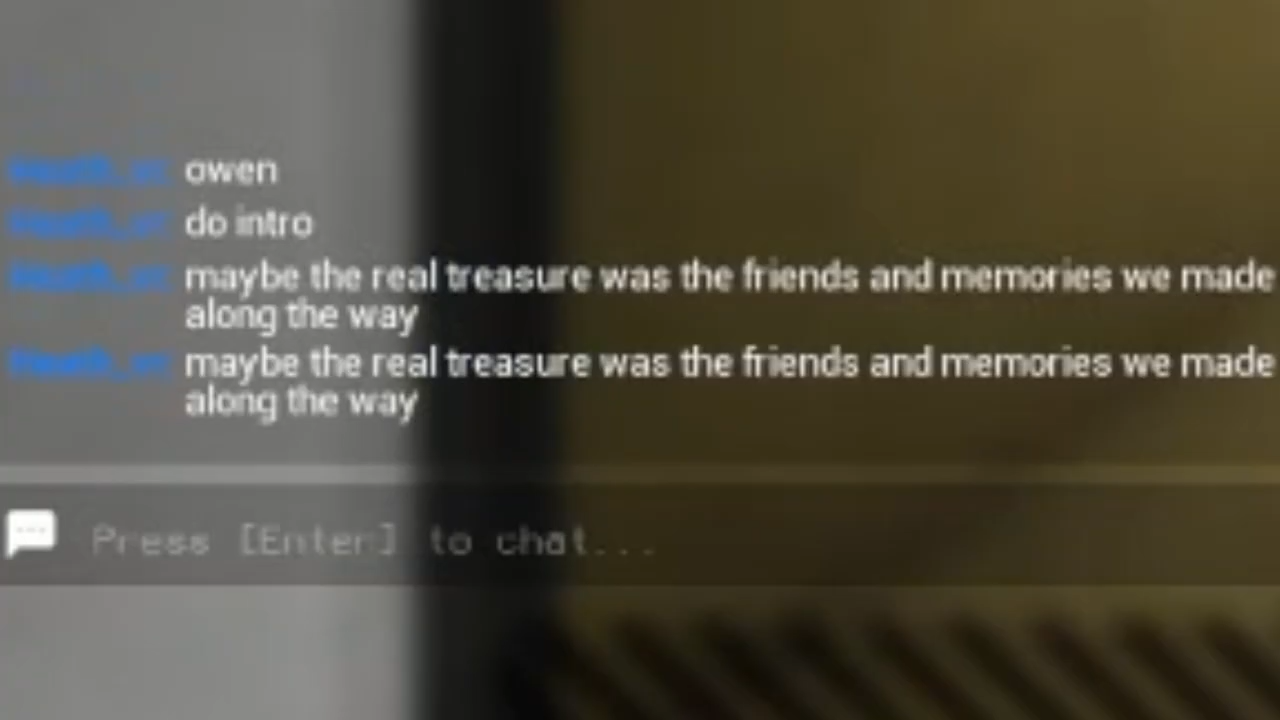 owen
do intro
maybe the real treasure was the friends and memories we made
along the way
maybe the real treasure was the friends and memories we made
along the way
Press [Enter] to chat...